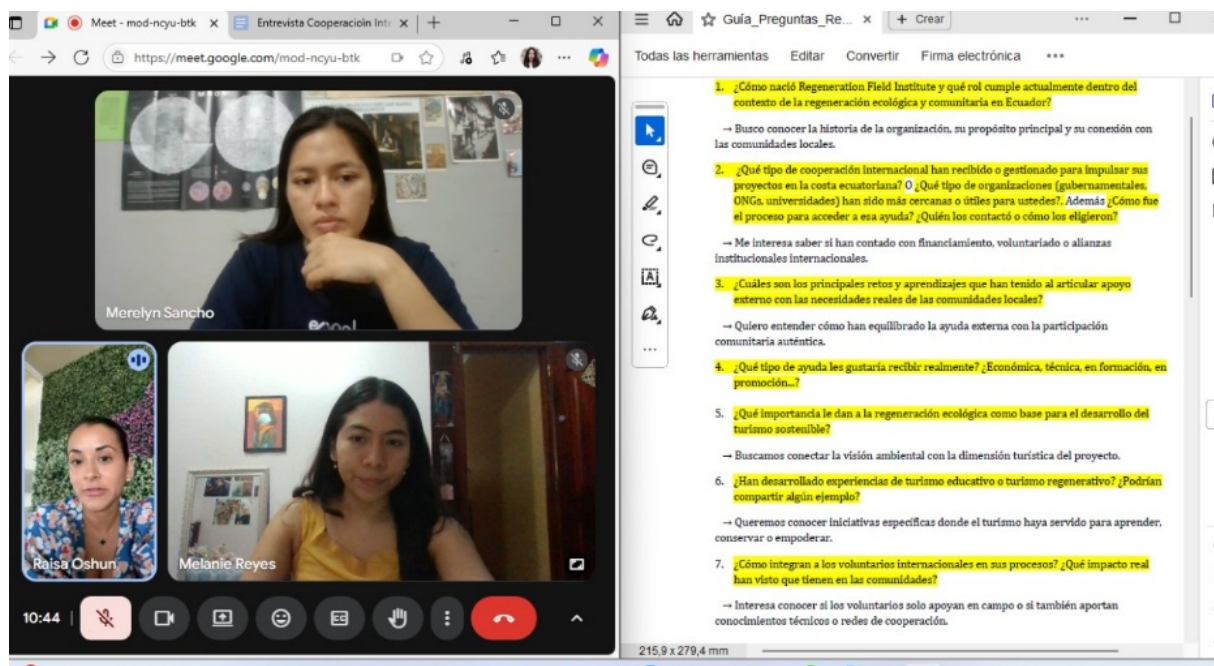 Meet - mod-ncyu-btk
Entrevista Cooperacioìn Int
https://meet.google.com/mod-ncyu-btk
Merelyn Sancho
Raisa Oshun
Melanie Reyes
10:44
Guía_Preguntas_Re...
+ Crear
Todas las herramientas Editar Convertir Firma electrónica
1. ¿Cómo nació Regeneration Field Institute y qué rol cumple actualmente dentro del
contexto de la regeneración ecológica y comunitaria en Ecuador?
→ Busco conocer la historia de la organización, su propósito principal y su conexión con
las comunidades locales.
2. ¿Qué tipo de cooperación internacional han recibido o gestionado para impulsar sus
proyectos en la costa ecuatoriana? O ¿Qué tipo de organizaciones (gubernamentales,
ONGs, universidades) han sido más cercanas o útiles para ustedes?. Además ¿Cómo fue
el proceso para acceder a esa ayuda? ¿Quién los contactó o cómo los eligieron?
→ Me interesa saber si han contado con financiamiento, voluntariado o alianzas
institucionales internacionales.
3. ¿Cuáles son los principales retos y aprendizajes que han tenido al articular apoyo
externo con las necesidades reales de las comunidades locales?
→ Quiero entender cómo han equilibrado la ayuda externa con la participación
comunitaria auténtica.
4. ¿Qué tipo de ayuda les gustaría recibir realmente? ¿Económica, técnica, en formación, en
promoción...?
5. ¿Qué importancia le dan a la regeneración ecológica como base para el desarrollo del
turismo sostenible?
→ Buscamos conectar la visión ambiental con la dimensión turística del proyecto.
6. ¿Han desarrollado experiencias de turismo educativo o turismo regenerativo? ¿Podrían
compartir algún ejemplo?
→ Queremos conocer iniciativas específicas donde el turismo haya servido para aprender,
conservar o empoderar.
7. ¿Cómo integran a los voluntarios internacionales en sus procesos? ¿Qué impacto real
han visto que tienen en las comunidades?
→ Interesa conocer si los voluntarios solo apoyan en campo o si también aportan
conocimientos técnicos o redes de cooperación.
215,9 x 279,4 mm